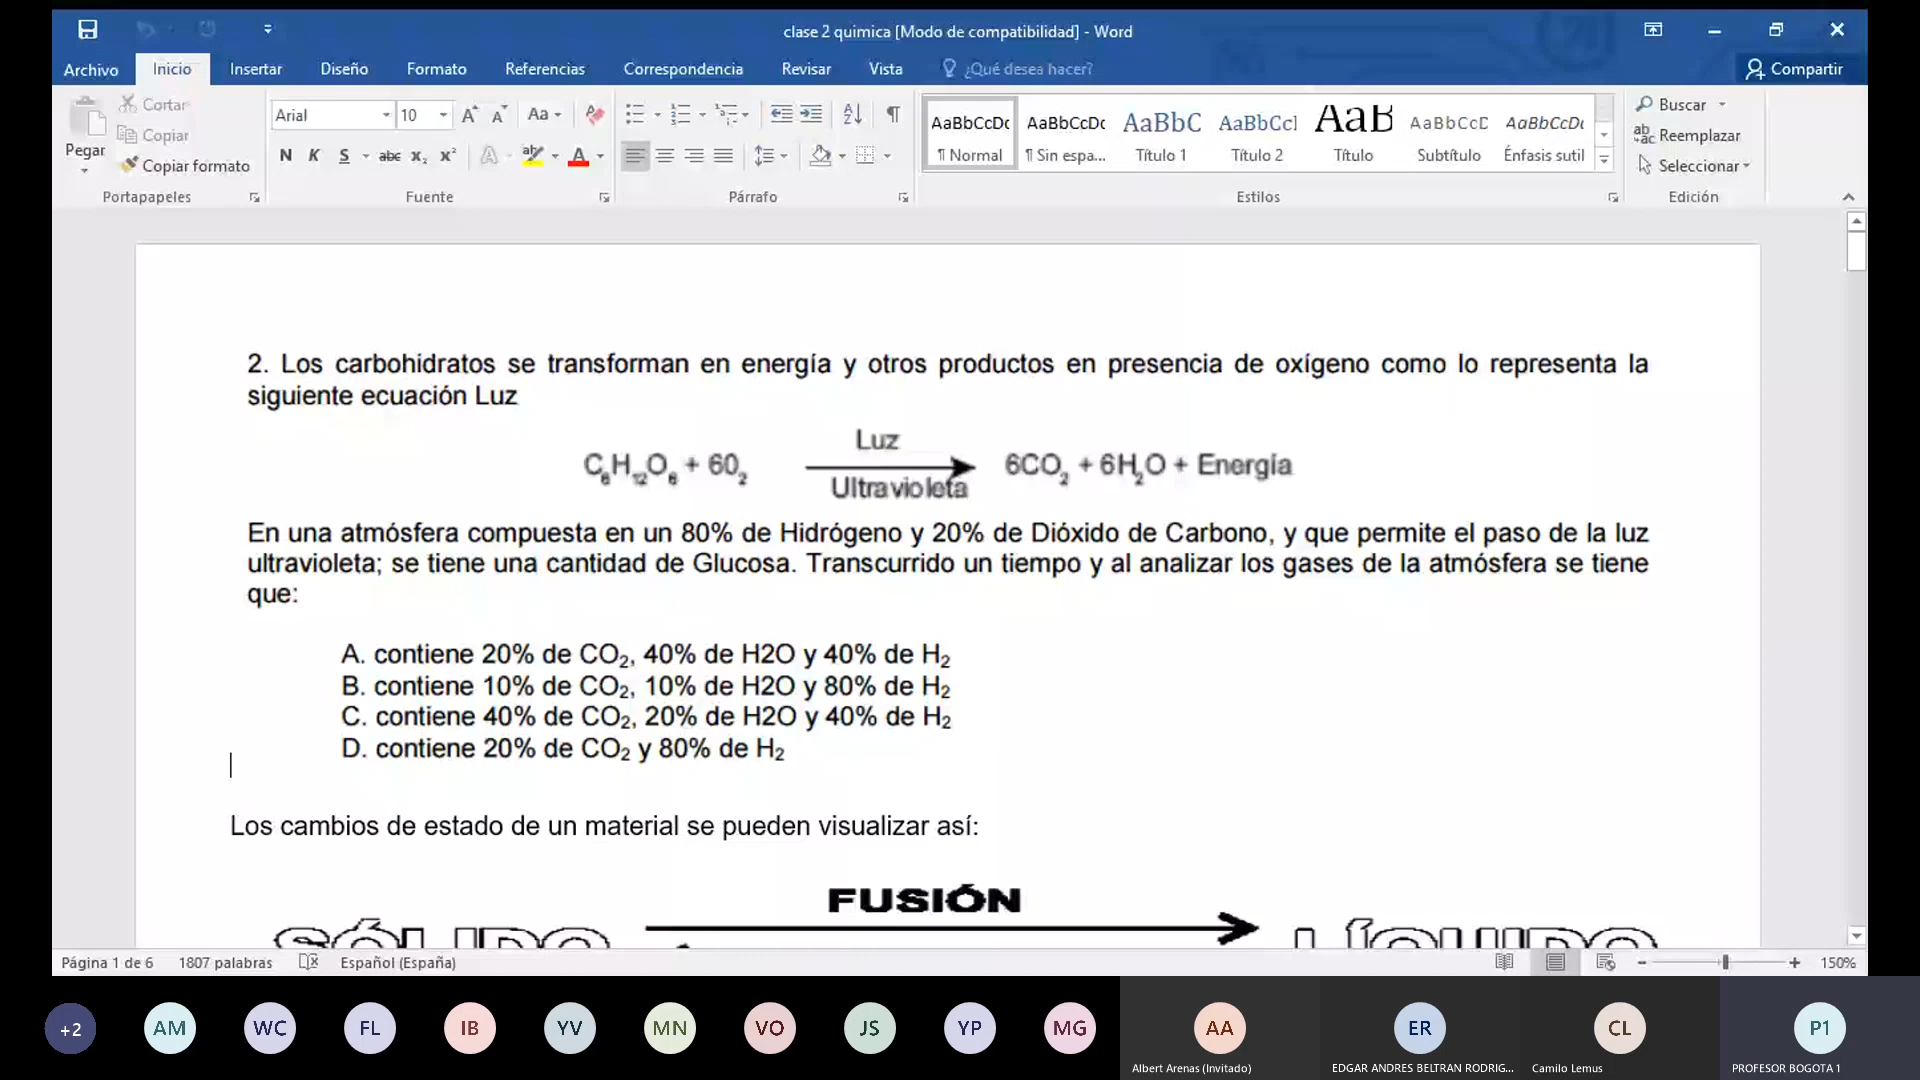 clase 2 quimica [Modo de compatibilidad] - Word
Archivo Inicio Insertar Diseño Formato Referencias Correspondencia Revisar Vista ¿Qué desea hacer? Compartir
Pegar
Cortar
Copiar
Copiar formato
Portapapeles
Arial 10 Aa
N K S abc x₂ x² A A
Fuente
Párrafo
AaBbCcDc AaBbCcDc AaBbC AaBbCcI AaB AaBbCcD AaBbCcDc
¶ Normal ¶ Sin espa... Título 1 Título 2 Título Subtítulo Énfasis sutil
Estilos
Buscar
Reemplazar
Seleccionar
Edición
2. Los carbohidratos se transforman en energía y otros productos en presencia de oxígeno como lo representa la
siguiente ecuación Luz
Luz
C₆H₁₂O₆ + 60₂ 6CO₂ + 6H₂O + Energía
Ultravioleta
En una atmósfera compuesta en un 80% de Hidrógeno y 20% de Dióxido de Carbono, y que permite el paso de la luz
ultravioleta; se tiene una cantidad de Glucosa. Transcurrido un tiempo y al analizar los gases de la atmósfera se tiene
que:
A. contiene 20% de CO₂, 40% de H2O y 40% de H₂
B. contiene 10% de CO₂, 10% de H2O y 80% de H₂
C. contiene 40% de CO₂, 20% de H2O y 40% de H₂
D. contiene 20% de CO₂ y 80% de H₂
Los cambios de estado de un material se pueden visualizar así:
FUSIÓN
SÓLIDO LÍQUIDO
Página 1 de 6 1807 palabras Español (España) 150%
+2 AM WC FL IB YV MN VO JS YP MG AA ER CL P1
Albert Arenas (Invitado) EDGAR ANDRES BELTRAN RODRIG... Camilo Lemus PROFESOR BOGOTA 1